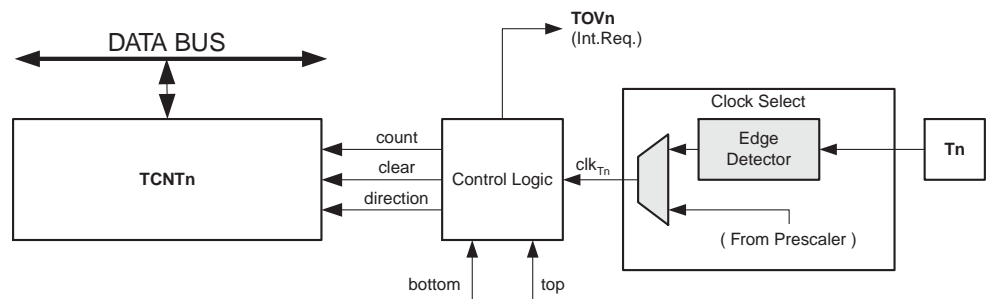 TOVn
(Int.Req.)
DATA BUS
Clock Select
count
Edge
Detector
Tn
TCNTn
clear
Control Logic
clkTn
direction
( From Prescaler )
bottom
top